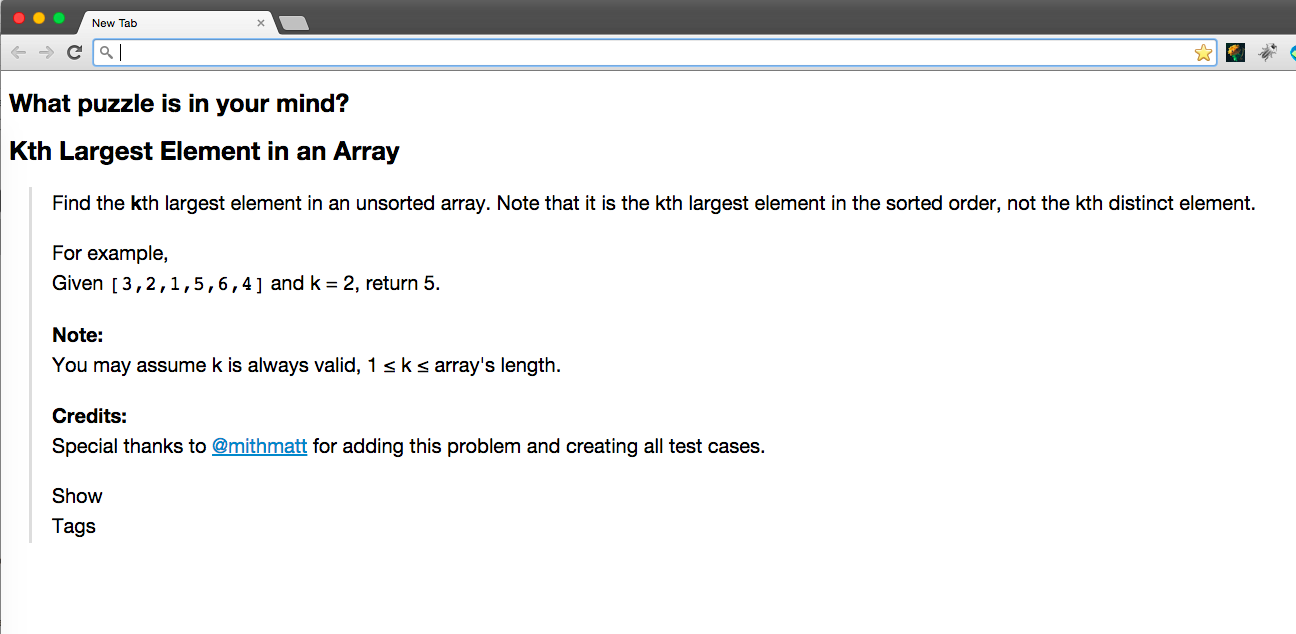 New Tab
What puzzle is in your mind?
Kth Largest Element in an Array
Find the kth largest element in an unsorted array. Note that it is the kth largest element in the sorted order, not the kth distinct element.
For example,
Given [3,2,1,5,6,4] and k = 2, return 5.
Note:
You may assume k is always valid, 1 ≤ k ≤ array's length.
Credits:
Special thanks to @mithmatt for adding this problem and creating all test cases.
Show
Tags